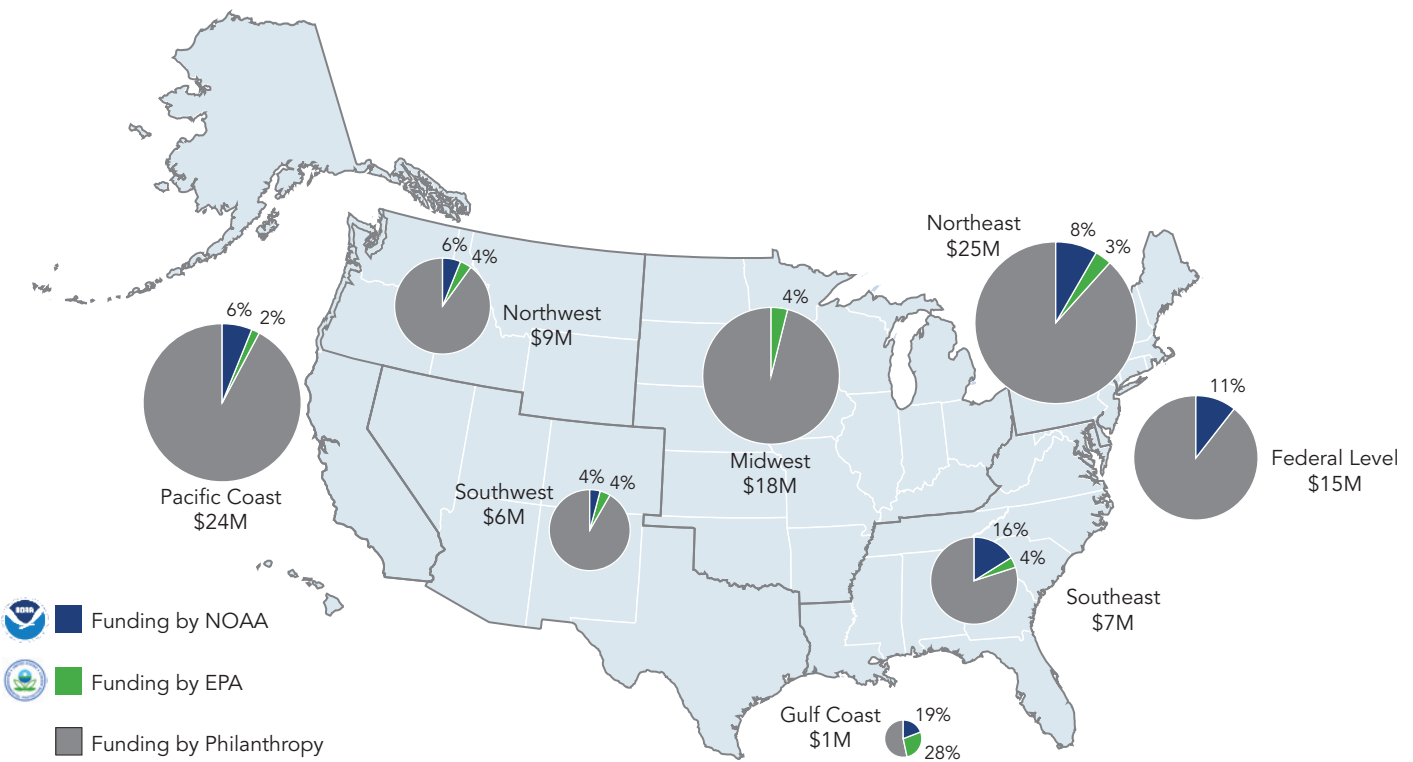 Northeast
$25M
8%
3%
6%
4%
Northwest
$9M
4%
6%
2%
11%
Federal Level
$15M
Midwest
$18M
Pacific Coast
$24M
Southwest
$6M
4%
4%
16%
4%
Southeast
$7M
NOAA
Funding by NOAA
Funding by EPA
Gulf Coast
$1M
19%
28%
Funding by Philanthropy